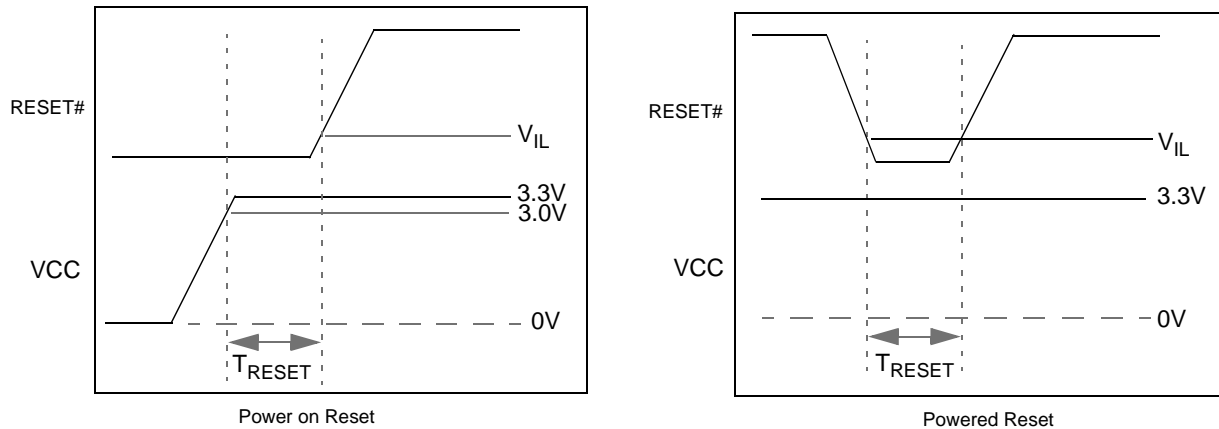 RESET#
VIL
3.3V
3.0V
VCC
0V
TRESET
Power on Reset
RESET#
VIL
3.3V
VCC
0V
TRESET
Powered Reset